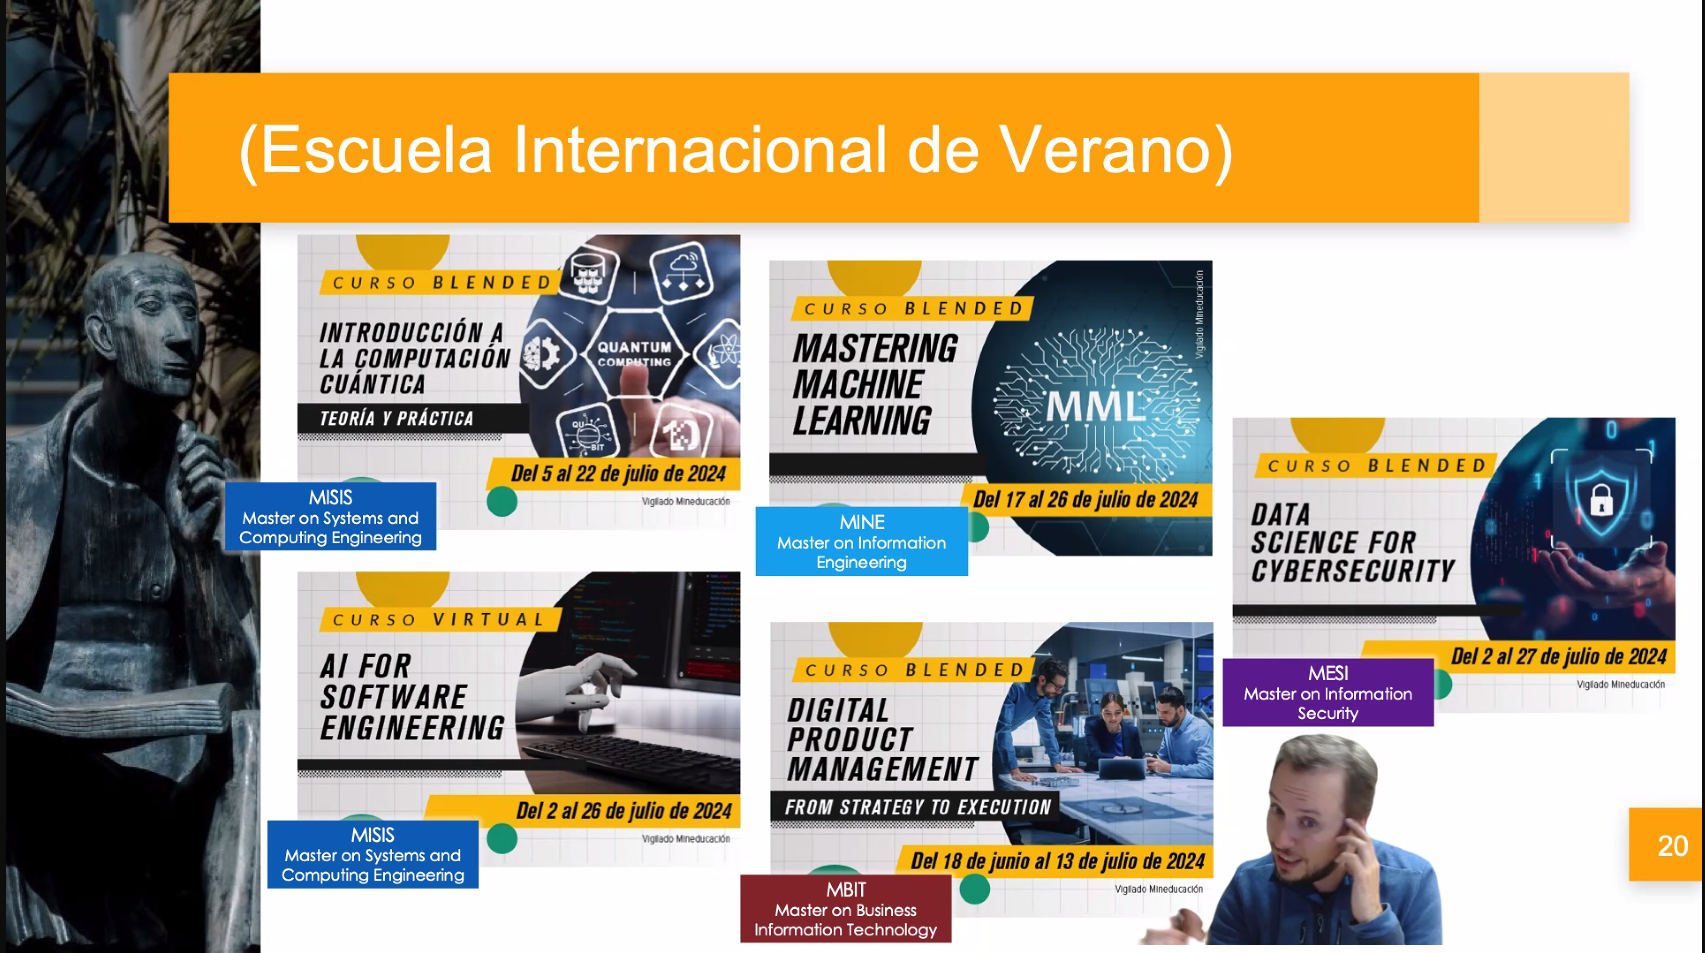 (Escuela Internacional de Verano)
CURSO BLENDED
INTRODUCCIÓN A
LA COMPUTACIÓN
CUÁNTICA
TEORÍA Y PRÁCTICA
QUANTUM
COMPUTING
QU
BIT
Del 5 al 22 de julio de 2024
Vigilado Mineducación
MISIS
Master on Systems and
Computing Engineering
CURSO BLENDED
MASTERING
MACHINE
LEARNING
MML
Vigilado Mineducación
Del 17 al 26 de julio de 2024
MINE
Master on Information
Engineering
CURSO BLENDED
DATA
SCIENCE FOR
CYBERSECURITY
Del 2 al 27 de julio de 2024
Vigilado Mineducación
MESI
Master on Information
Security
CURSO VIRTUAL
AI FOR
SOFTWARE
ENGINEERING
Del 2 al 26 de julio de 2024
Vigilado Mineducación
MISIS
Master on Systems and
Computing Engineering
CURSO BLENDED
DIGITAL
PRODUCT
MANAGEMENT
FROM STRATEGY TO EXECUTION
Del 18 de junio al 13 de julio de 2024
Vigilado Mineducación
MBIT
Master on Business
Information Technology
20